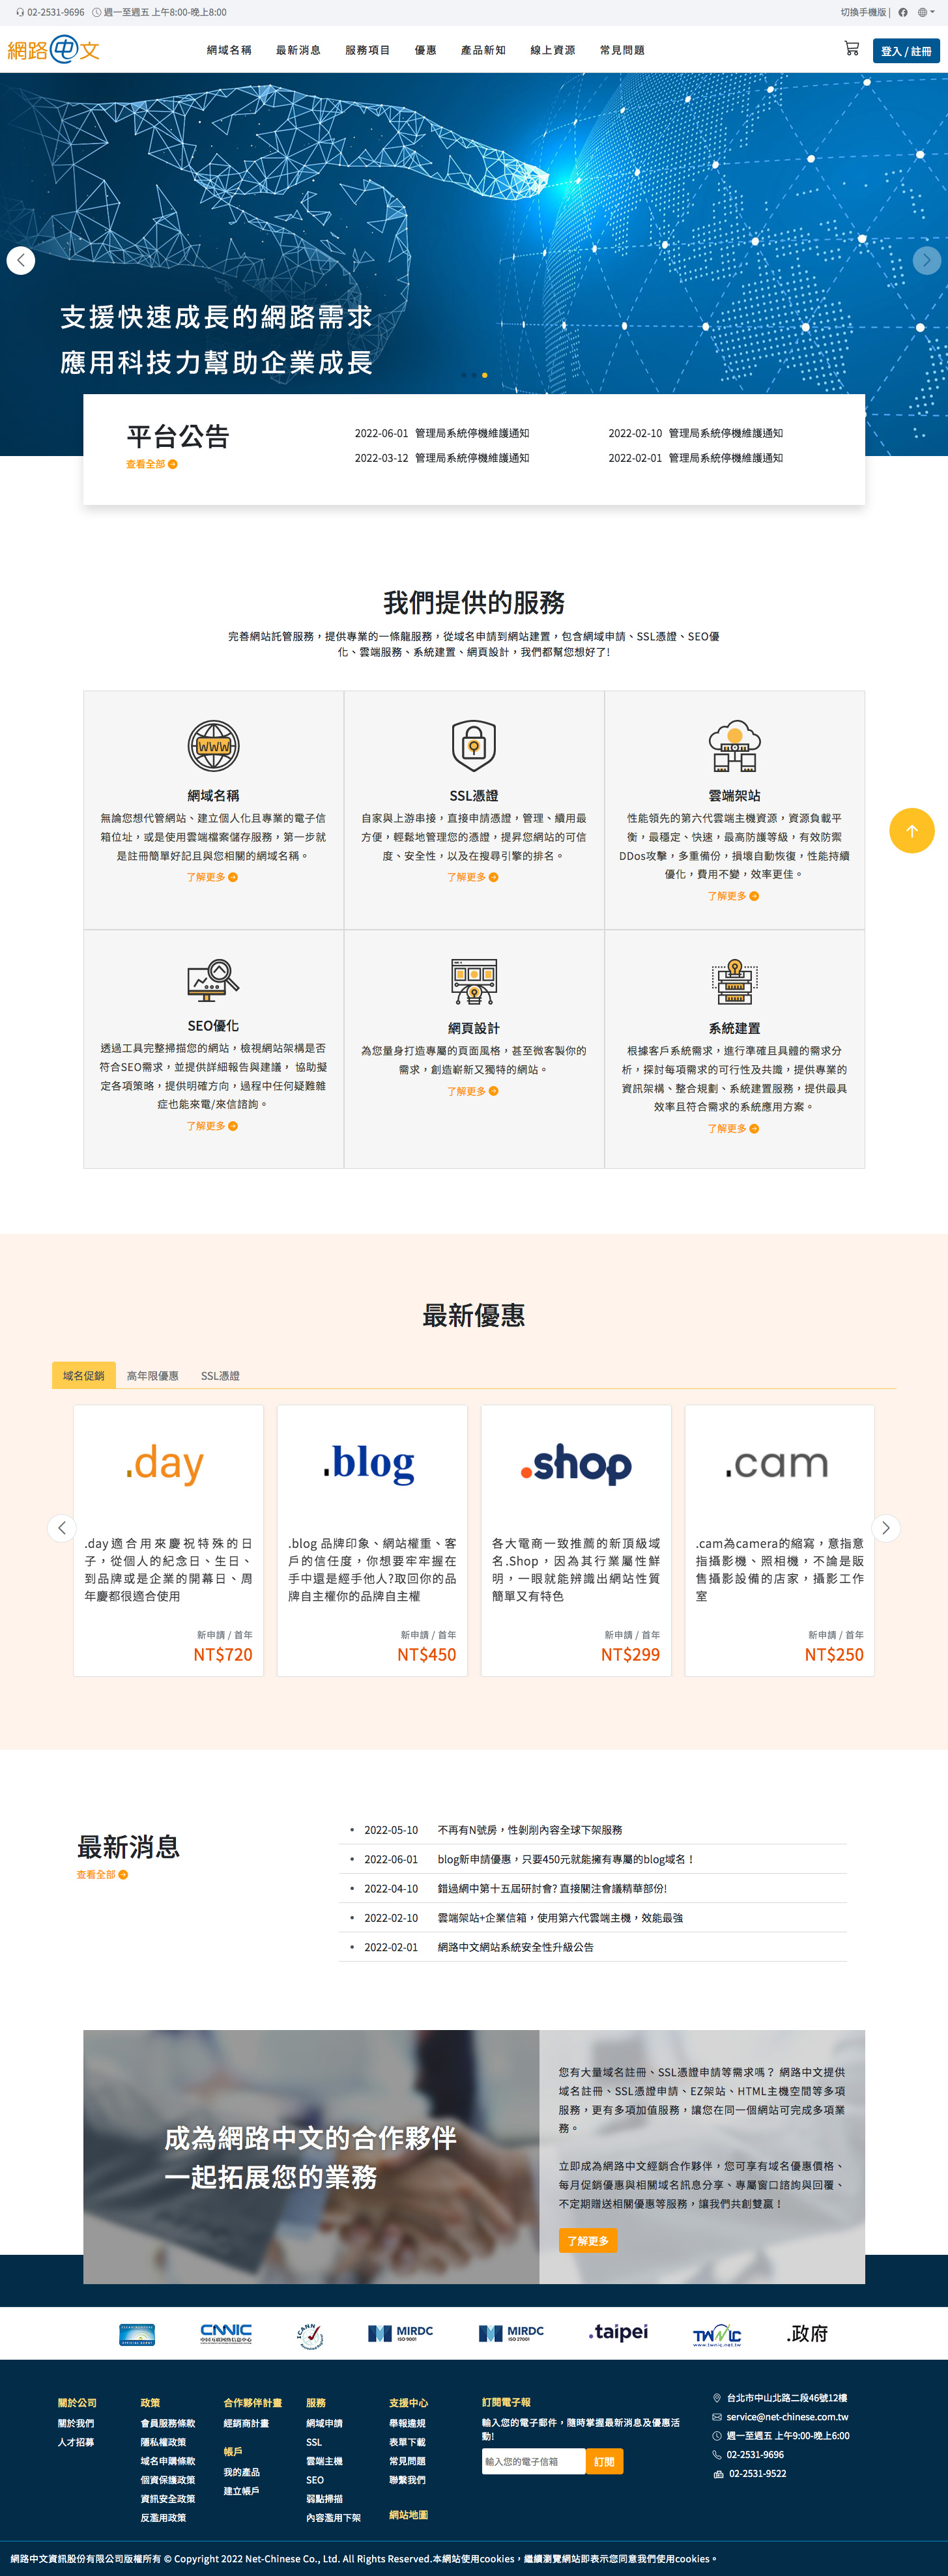 02-2531-9696 週一至週五 上午8:00-晚上8:00
切換手機版 |
網路中文
網域名稱 最新消息 服務項目 優惠 產品新知 線上資源 常見問題
登入 / 註冊
支援快速成長的網路需求
應用科技力幫助企業成長
平台公告
查看全部
2022-06-01 管理局系統停機維護通知
2022-02-10 管理局系統停機維護通知
2022-03-12 管理局系統停機維護通知
2022-02-01 管理局系統停機維護通知
我們提供的服務
完善網站託管服務，提供專業的一條龍服務，從域名申請到網站建置，包含網域申請、SSL憑證、SEO優
化、雲端服務、系統建置、網頁設計，我們都幫您想好了!
WWW
網域名稱
無論您想代管網站、建立個人化且專業的電子信
箱位址，或是使用雲端檔案儲存服務，第一步就
是註冊簡單好記且與您相關的網域名稱。
了解更多
SSL憑證
自家與上游串接，直接申請憑證，管理、續用最
方便，輕鬆地管理您的憑證，提昇您網站的可信
度、安全性，以及在搜尋引擎的排名。
了解更多
雲端架站
性能領先的第六代雲端主機資源，資源負載平
衡，最穩定、快速，最高防護等級，有效防禦
DDos攻擊，多重備份，損壞自動恢復，性能持續
優化，費用不變，效率更佳。
了解更多
SEO優化
透過工具完整掃描您的網站，檢視網站架構是否
符合SEO需求，並提供詳細報告與建議， 協助擬
定各項策略，提供明確方向，過程中任何疑難雜
症也能來電/來信諮詢。
了解更多
網頁設計
為您量身打造專屬的頁面風格，甚至微客製你的
需求，創造嶄新又獨特的網站。
了解更多
系統建置
根據客戶系統需求，進行準確且具體的需求分
析，探討每項需求的可行性及共識，提供專業的
資訊架構、整合規劃、系統建置服務，提供最具
效率且符合需求的系統應用方案。
了解更多
最新優惠
域名促銷 高年限優惠 SSL憑證
.day
.day適合用來慶祝特殊的日
子，從個人的紀念日、生日、
到品牌或是企業的開幕日、周
年慶都很適合使用
新申請 / 首年
NT$720
.blog
.blog 品牌印象、網站權重、客
戶的信任度，你想要牢牢握在
手中還是經手他人?取回你的品
牌自主權你的品牌自主權
新申請 / 首年
NT$450
.shop
各大電商一致推薦的新頂級域
名.Shop，因為其行業屬性鮮
明，一眼就能辨識出網站性質
簡單又有特色
新申請 / 首年
NT$299
.cam
.cam為camera的縮寫，意指意
指攝影機、照相機，不論是販
售攝影設備的店家，攝影工作
室
新申請 / 首年
NT$250
最新消息
查看全部
2022-05-10 不再有N號房，性剝削內容全球下架服務
2022-06-01 blog新申請優惠，只要450元就能擁有專屬的blog域名！
2022-04-10 錯過網中第十五屆研討會? 直接關注會議精華部份!
2022-02-10 雲端架站+企業信箱，使用第六代雲端主機，效能最強
2022-02-01 網路中文網站系統安全性升級公告
成為網路中文的合作夥伴
一起拓展您的業務
您有大量域名註冊、SSL憑證申請等需求嗎？ 網路中文提供
域名註冊、SSL憑證申請、EZ架站、HTML主機空間等多項
服務，更有多項加值服務，讓您在同一個網站可完成多項業
務。
立即成為網路中文經銷合作夥伴，您可享有域名優惠價格、
每月促銷優惠與相關域名訊息分享、專屬窗口諮詢與回覆、
不定期贈送相關優惠等服務，讓我們共創雙贏！
了解更多
CNNIC
中国互联网络信息中心
ICANN
MIRDC
ISO 9001
MIRDC
ISO 27001
.taipei
TWNIC
www.twnic.net.tw
.政府
關於公司
關於我們
人才招募
政策
會員服務條款
隱私權政策
域名申購條款
個資保護政策
資訊安全政策
反濫用政策
合作夥伴計畫
經銷商計畫
帳戶
我的產品
建立帳戶
服務
網域申請
SSL
雲端主機
SEO
弱點掃描
內容濫用下架
支援中心
舉報違規
表單下載
常見問題
聯繫我們
網站地圖
訂閱電子報
輸入您的電子郵件，隨時掌握最新消息及優惠活
動!
輸入您的電子信箱
訂閱
台北市中山北路二段46號12樓
service@net-chinese.com.tw
週一至週五 上午9:00-晚上6:00
02-2531-9696
02-2531-9522
網路中文資訊股份有限公司版權所有 © Copyright 2022 Net-Chinese Co., Ltd. All Rights Reserved.本網站使用cookies，繼續瀏覽網站即表示您同意我們使用cookies。